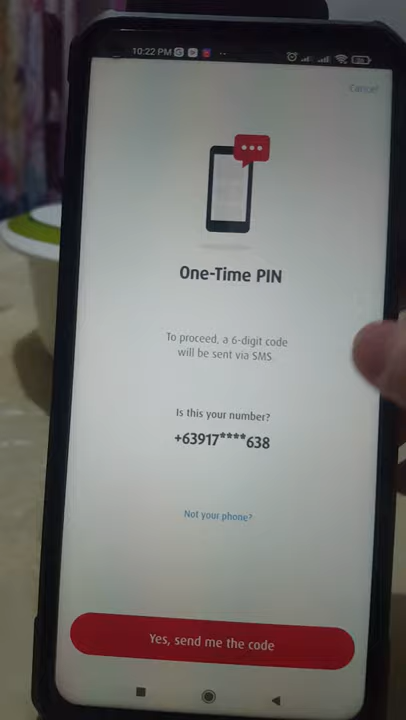 10:22 PM
Cancel
One-Time PIN
To proceed, a 6-digit code
will be sent via SMS.
Is this your number?
+63917****638
Not your phone?
Yes, send me the code